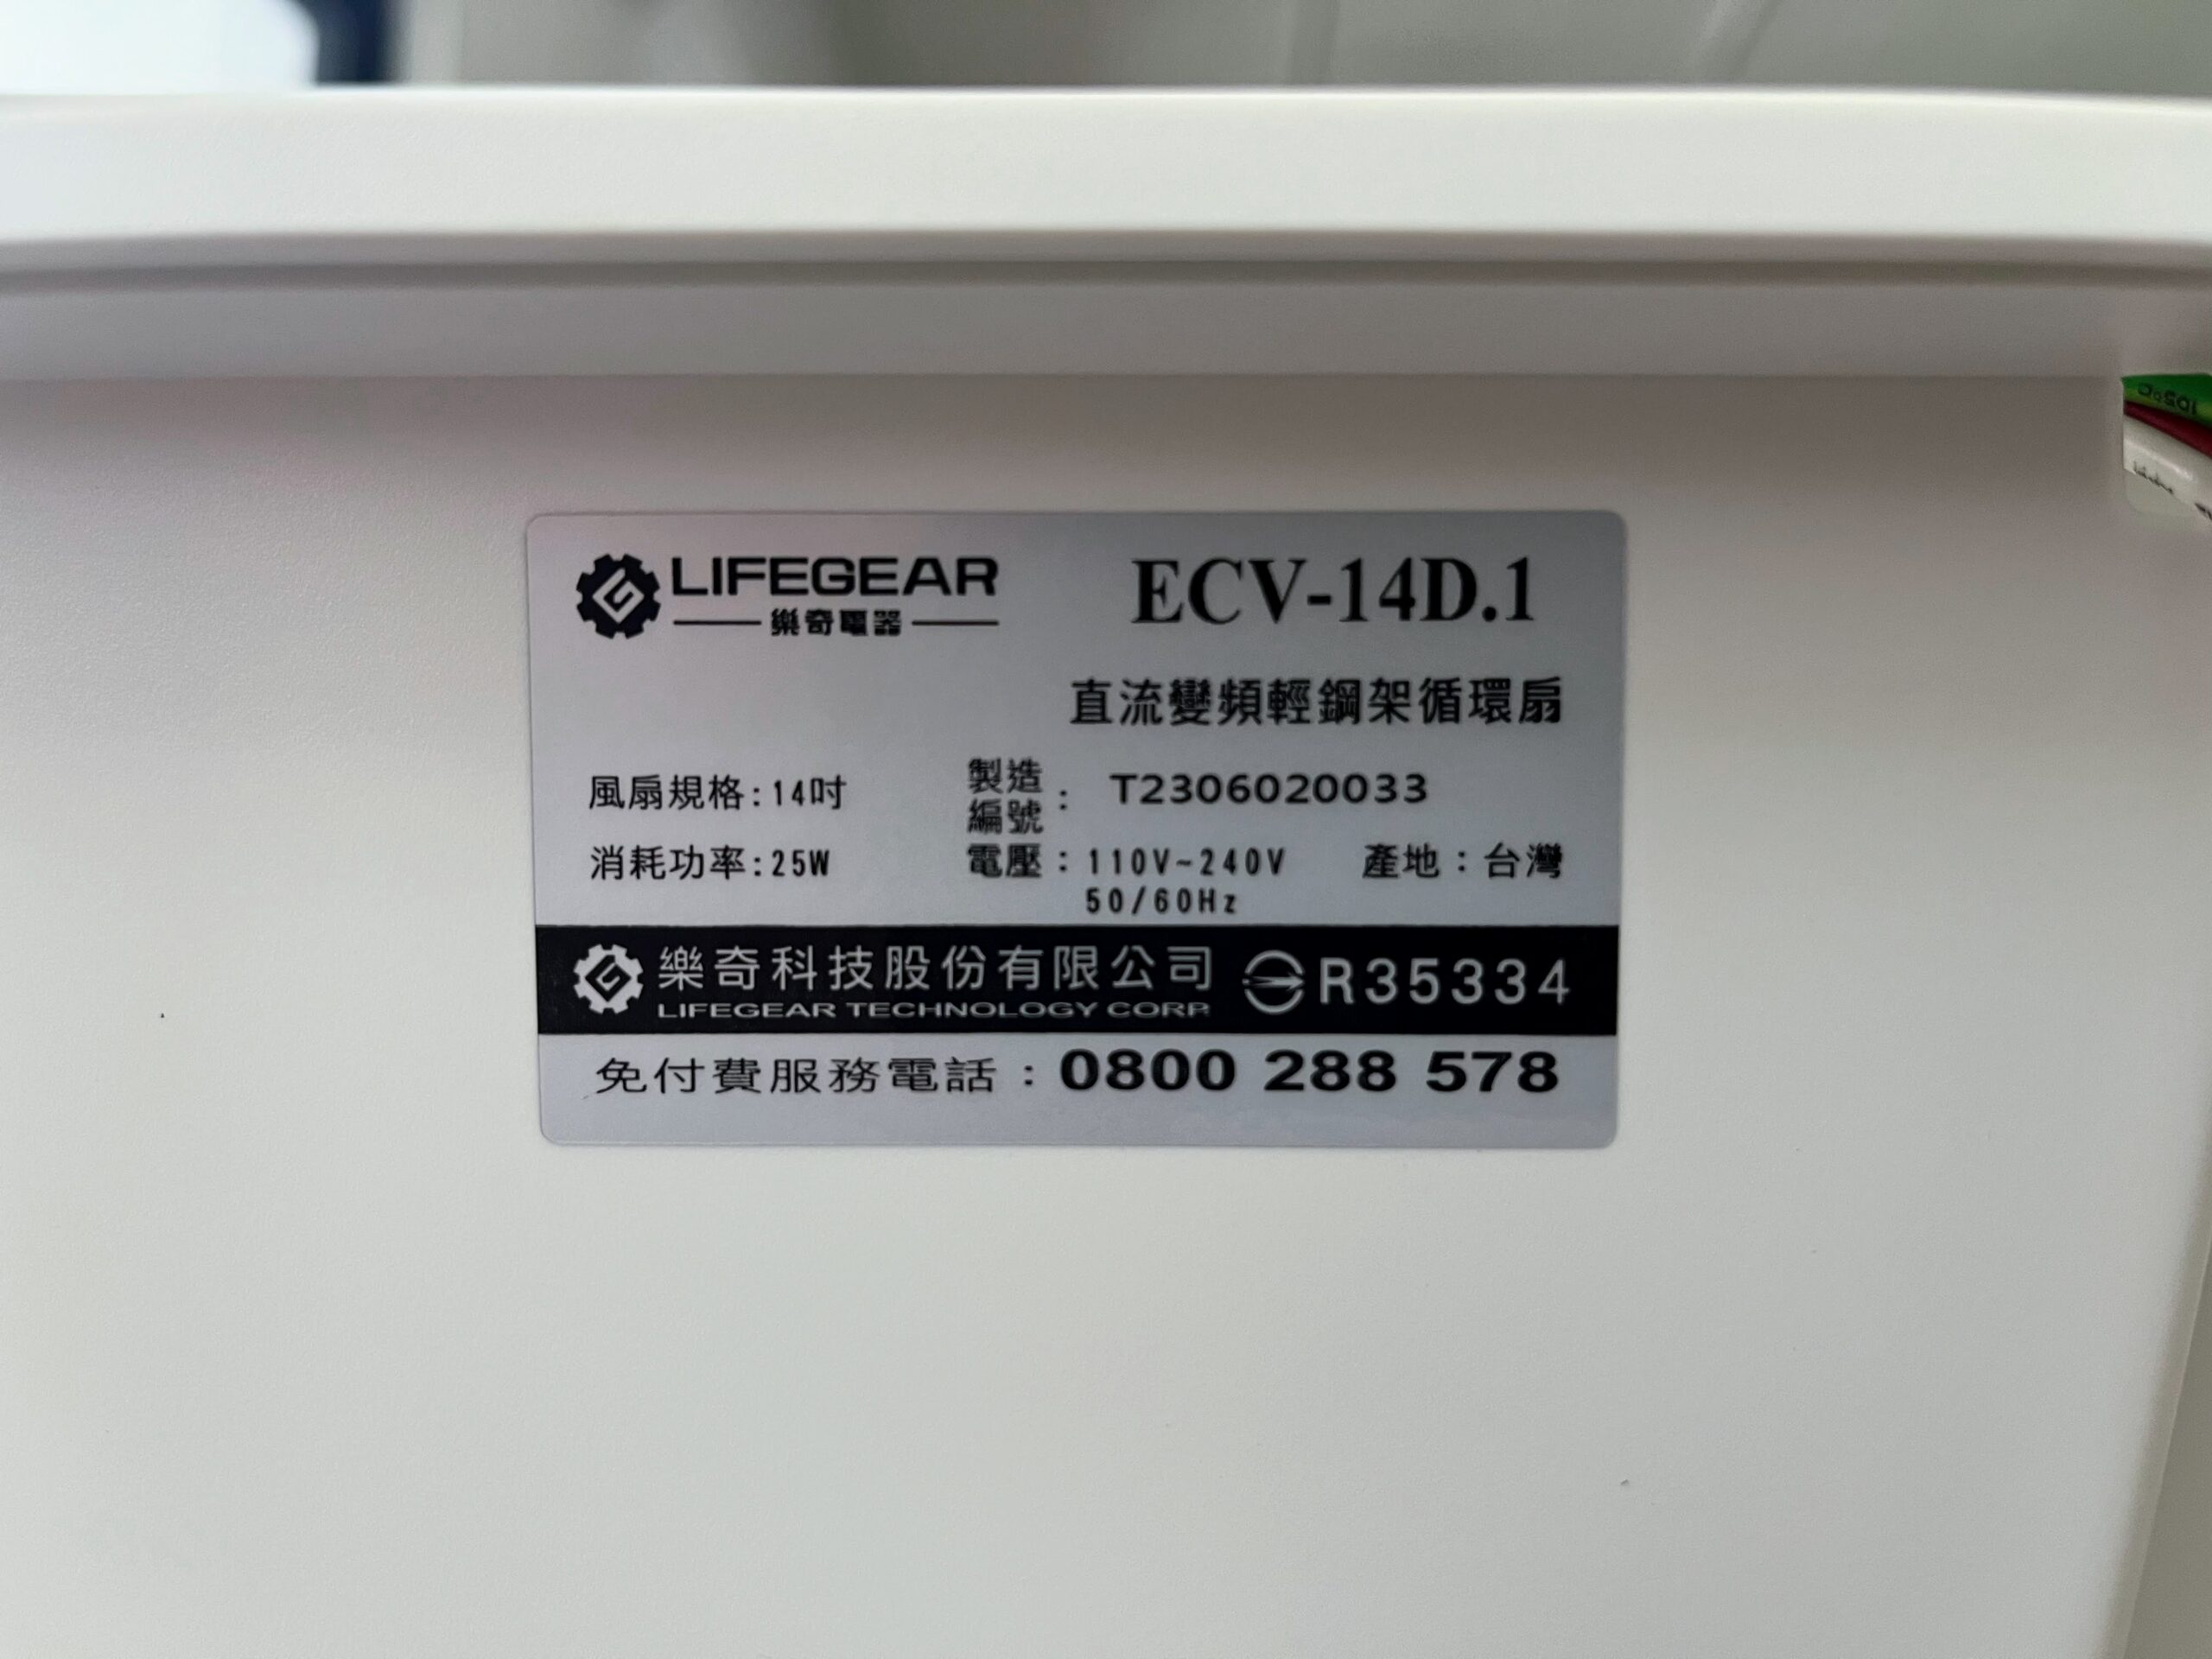 LIFEGEAR
樂奇電器
ECV-14D.1
直流變頻輕鋼架循環扇
風扇規格:14吋
製造編號：T2306020033
消耗功率:25W
電壓：110V~240V
50/60Hz
產地：台灣
樂奇科技股份有限公司
LIFEGEAR TECHNOLOGY CORP.
R35334
免付費服務電話：0800 288 578
105°C